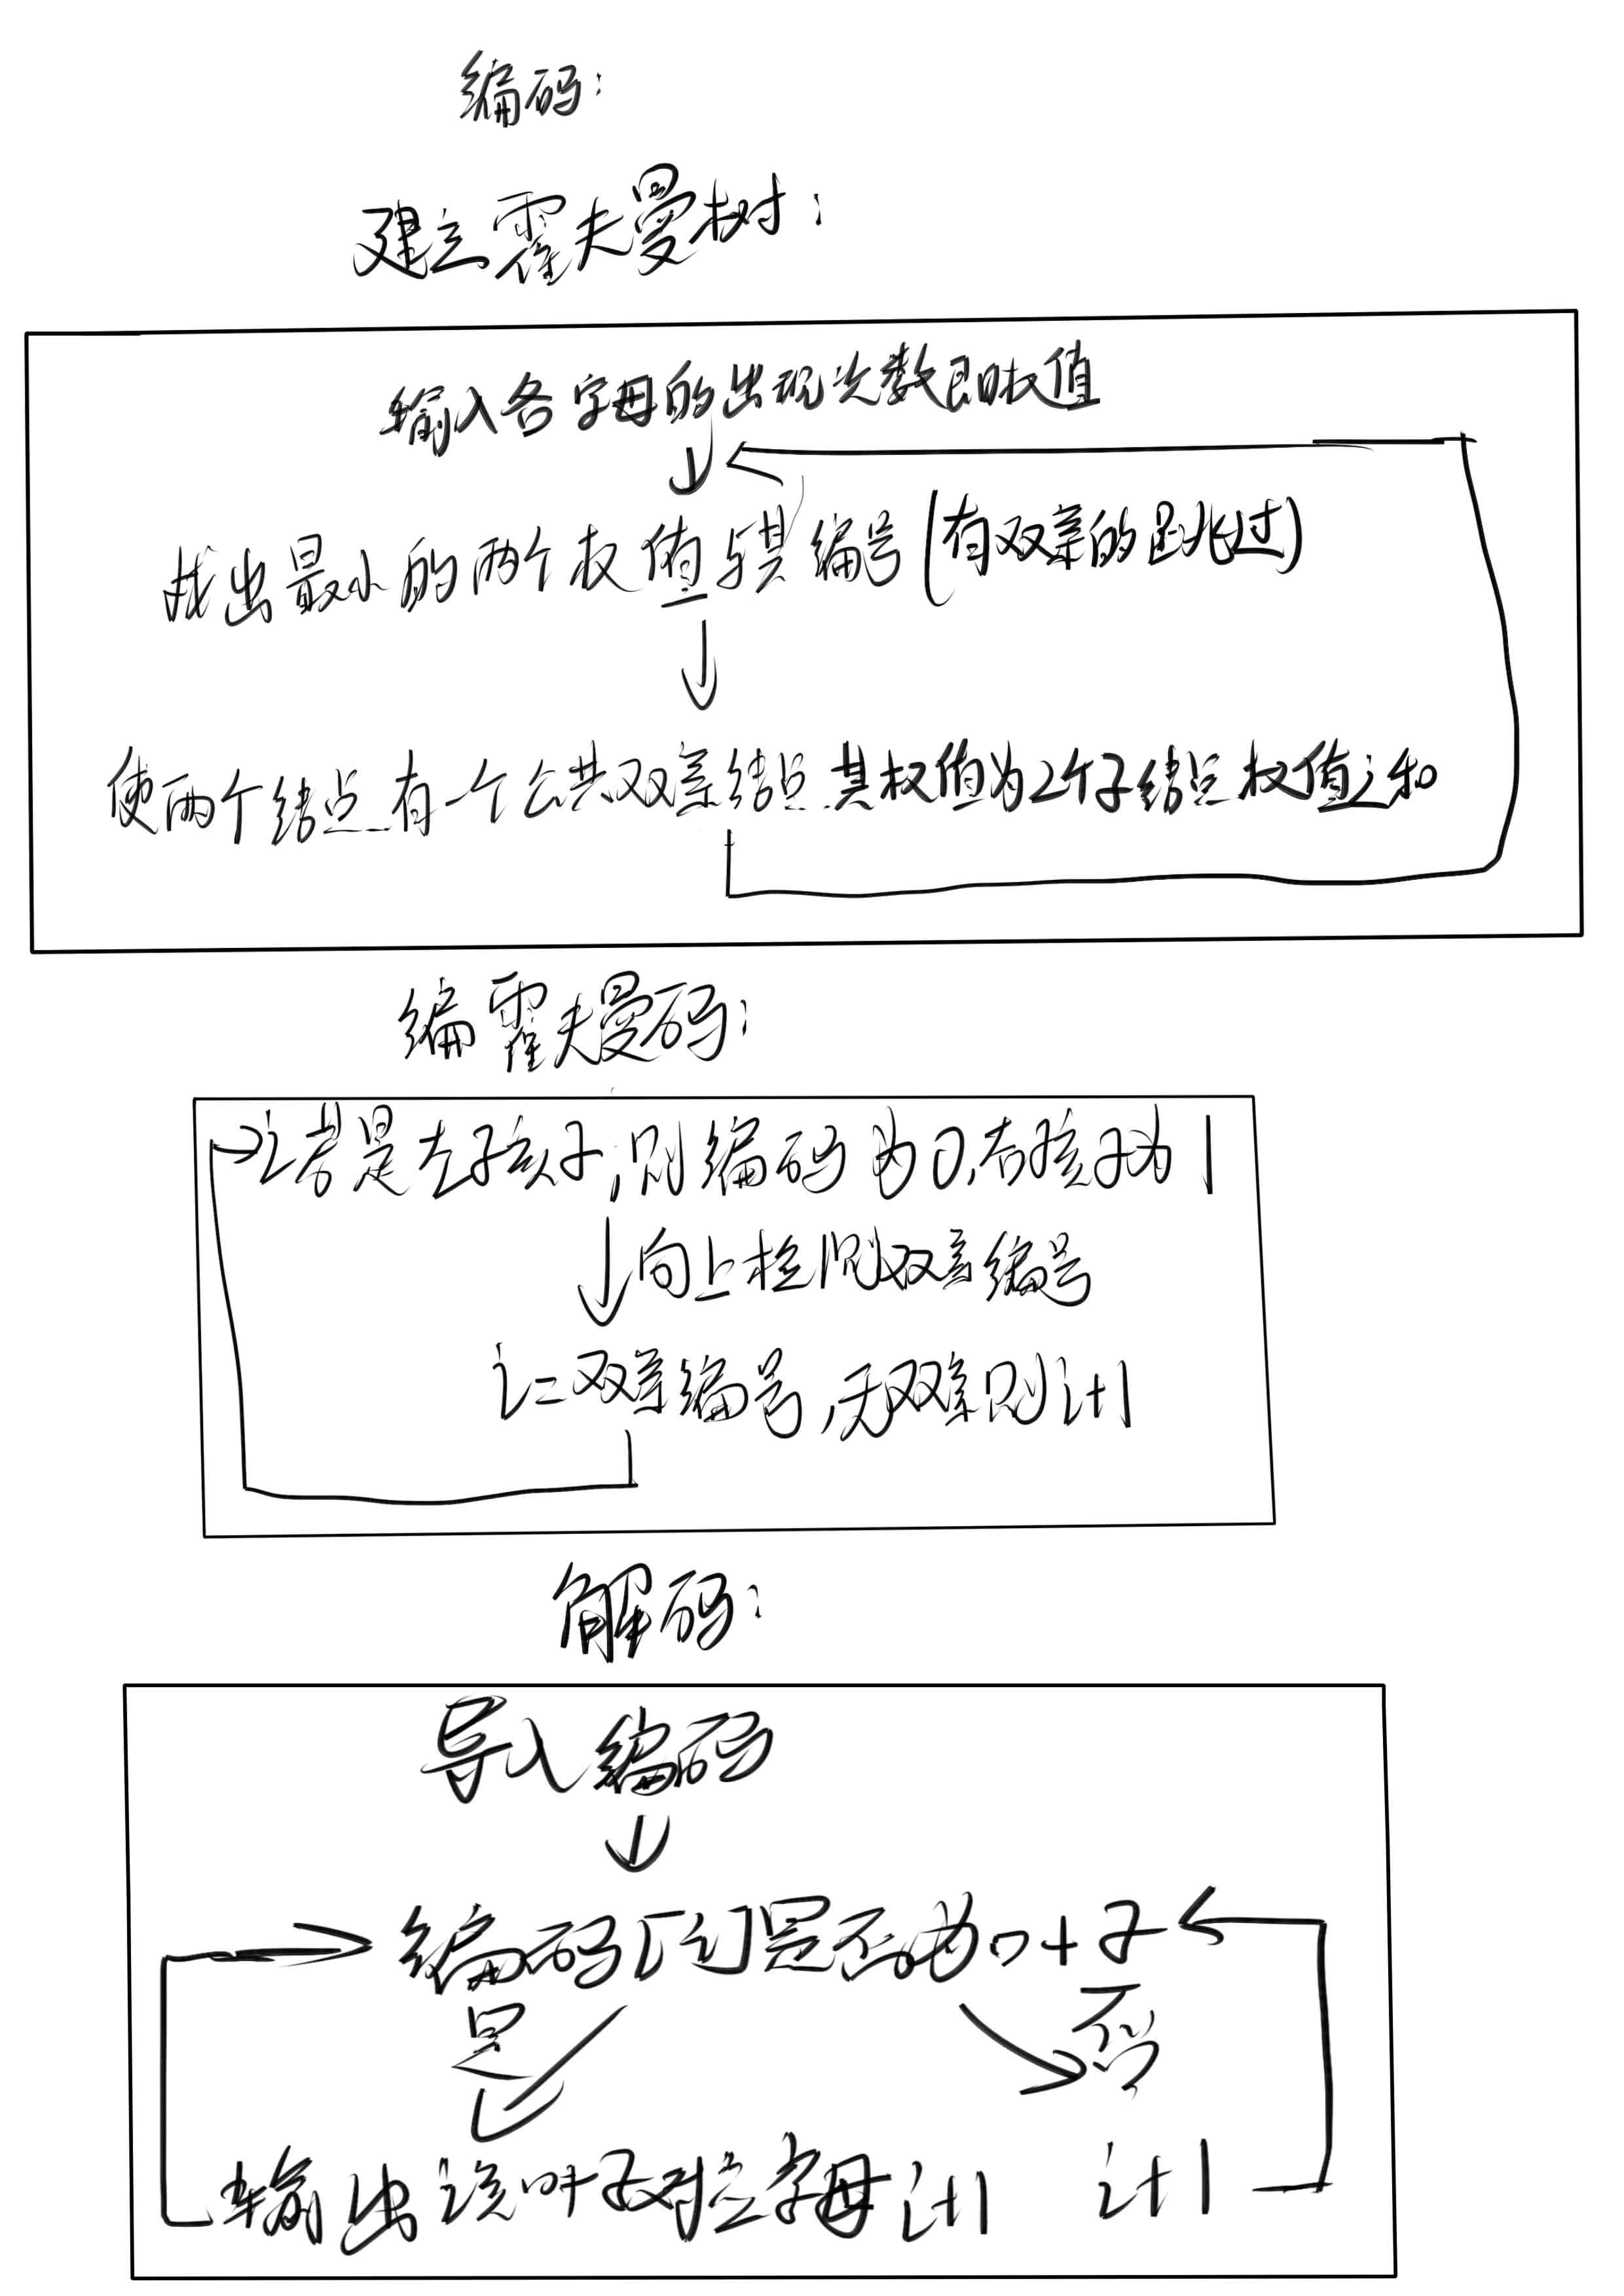 编码:
建立霍夫曼树:
输入各字母的出现次数即权值
找出最小的两个权值与其编号(有双亲的跳过)
使两个结点有一个公共双亲结点其权值为2个子结点权值之和
编霍夫曼码:
i若是左子孩子,则编码为0,右孩子为1
向上检测双亲编号
i=双亲编号,无双亲则i+1
解码:
导入编码
编码[i]是否为叶子
是
否
输出该叶子对应字母i+1
i+1